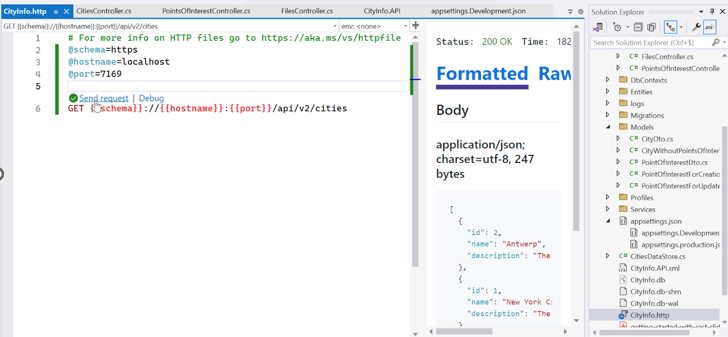 CityInfo.http
CitiesController.cs
PointsOfInterestController.cs
FilesController.cs
CityInfo.API
appsettings.Development.json
GET {{schema}}://{{hostname}}:{{port}}/api/v2/cities
env: <none>
1 # For more info on HTTP files go to https://aka.ms/vs/httpfile
2 @schema=https
3 @hostname=localhost
4 @port=7169
5
Send request | Debug
6 GET {{schema}}://{{hostname}}:{{port}}/api/v2/cities
Status: 200 OK Time: 182
Formatted Raw
Body
application/json;
charset=utf-8, 247
bytes
[
{
"id": 2,
"name": "Antwerp",
"description": "The
},
{
"id": 1,
"name": "New York Ci
"description": "The
}
Solution Explorer
Search Solution Explorer (Ctrl+$)
C# FilesController.cs
C# PointsOfInterestControlle
DbContexts
Entities
logs
Migrations
Models
C# CityDto.cs
C# CityWithoutPointsOfInter
C# PointOfInterestDto.cs
C# PointOfInterestForCreatio
C# PointOfInterestForUpdate
Profiles
Services
appsettings.json
appsettings.Developmen
appsettings.production.js
C# CitiesDataStore.cs
CityInfo.API.xml
CityInfo.db
CityInfo.db-shm
CityInfo.db-wal
CityInfo.http